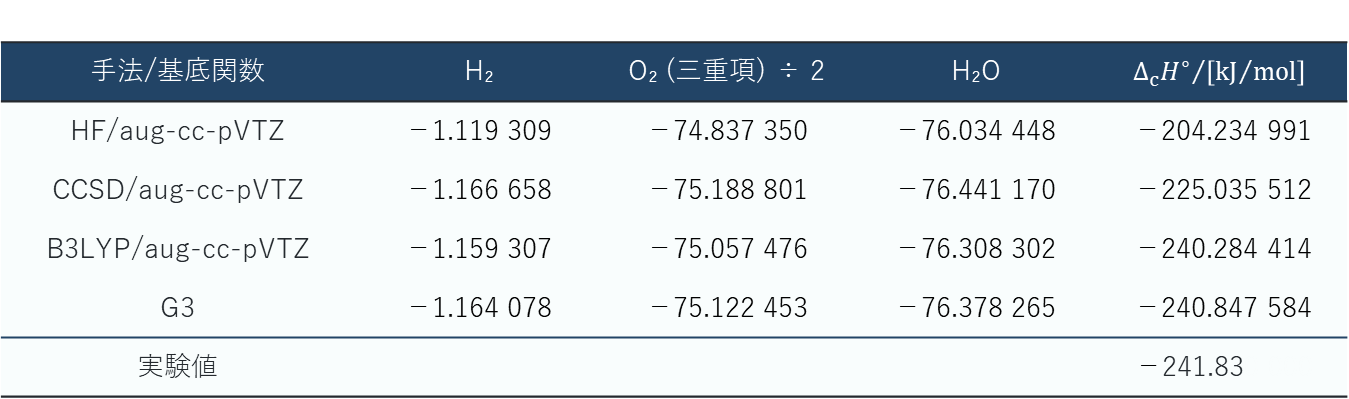 手法/基底関数 H₂ O₂ (三重項) ÷ 2 H₂O Δ꜀H°/[kJ/mol]
HF/aug-cc-pVTZ −1.119 309 −74.837 350 −76.034 448 −204.234 991
CCSD/aug-cc-pVTZ −1.166 658 −75.188 801 −76.441 170 −225.035 512
B3LYP/aug-cc-pVTZ −1.159 307 −75.057 476 −76.308 302 −240.284 414
G3 −1.164 078 −75.122 453 −76.378 265 −240.847 584
実験値 −241.83